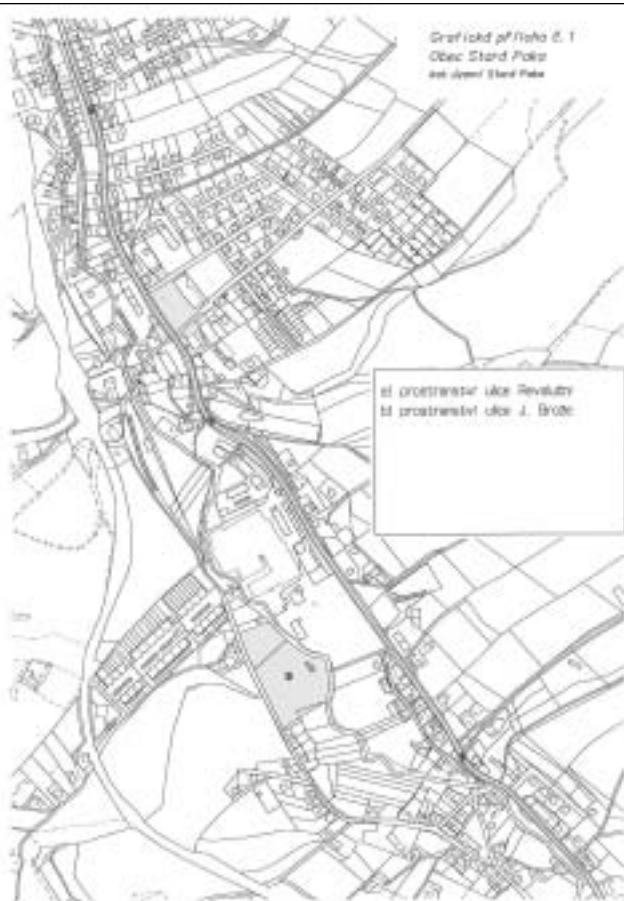 Grafická příloha č. 1
Obec Stará Paka
kat. území Stará Paka
a) prostranství ulice Revoluční
b) prostranství ulice J. Brože